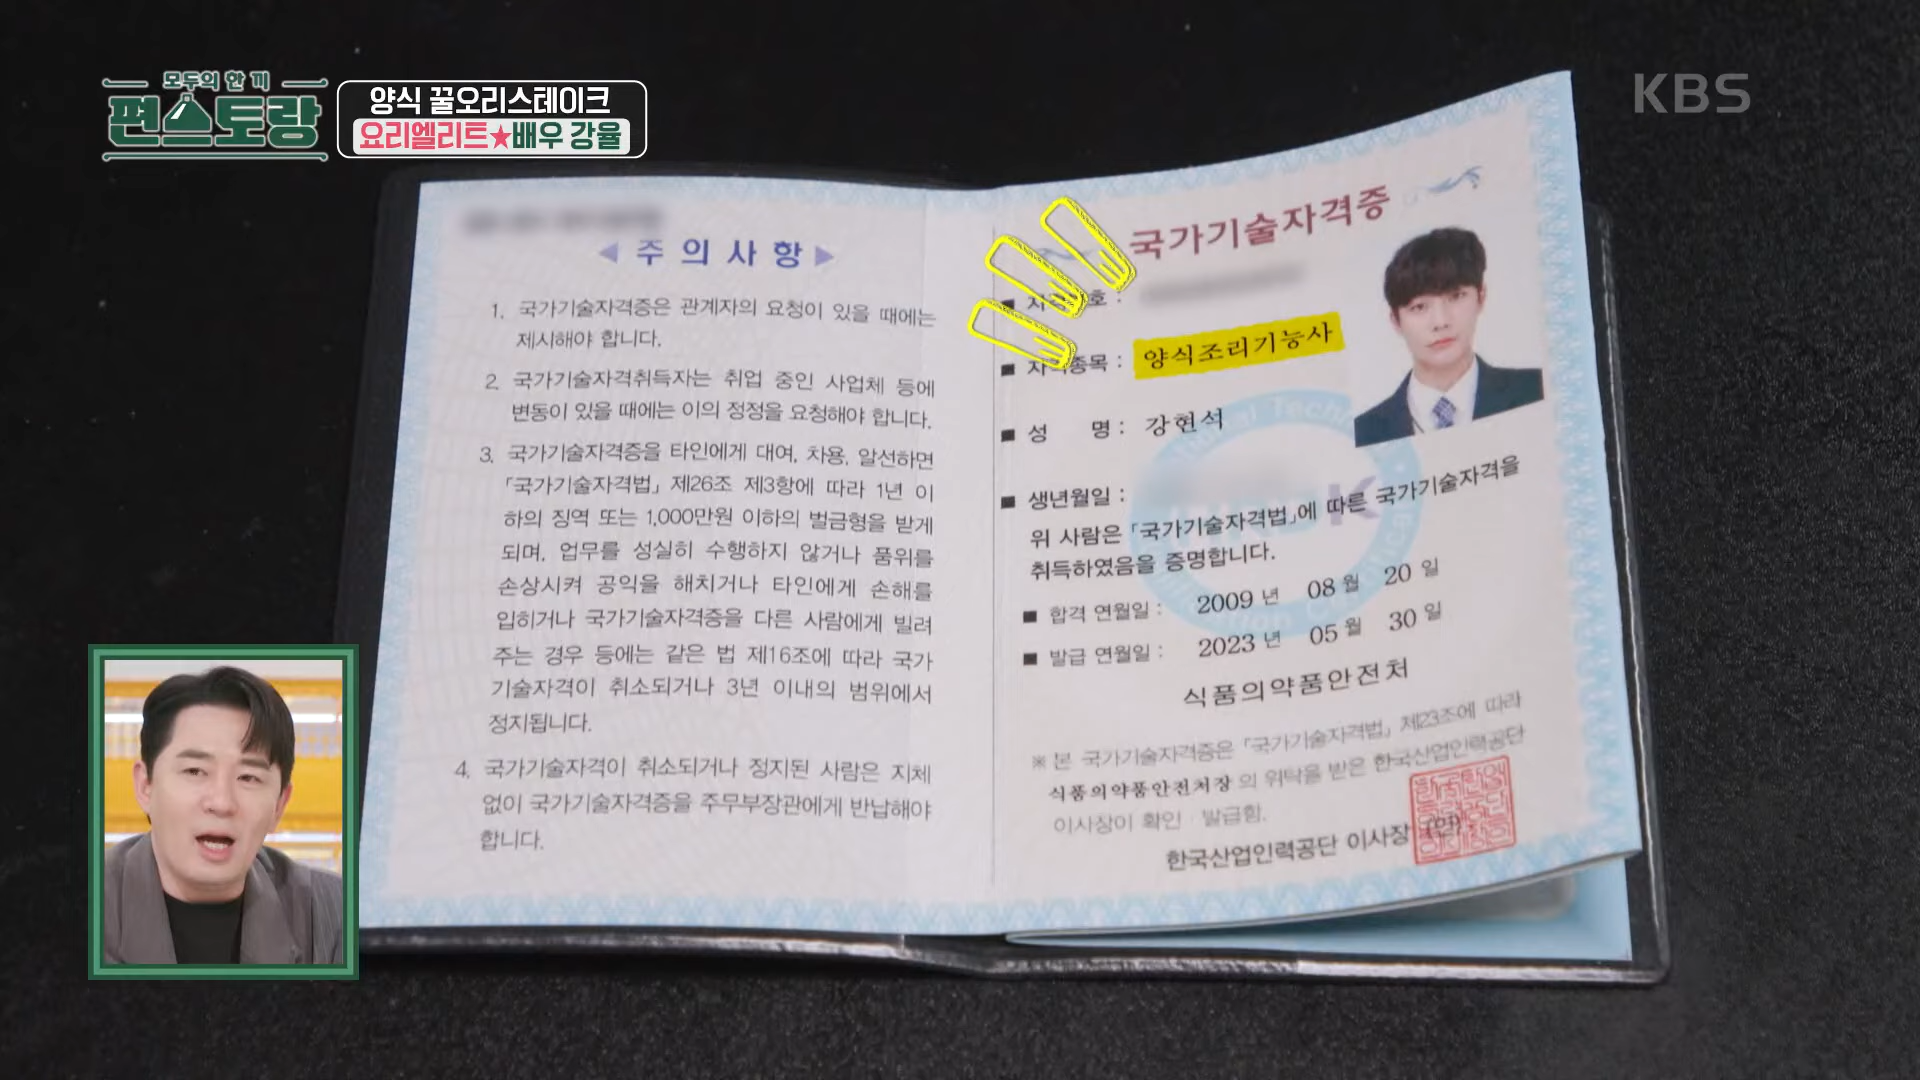 모두의 한 끼
편스토랑
양식 꿀오리스테이크
요리엘리트★배우 강율
KBS
◀ 주의사항 ▶
1. 국가기술자격증은 관계자의 요청이 있을 때에는
제시해야 합니다.
2. 국가기술자격취득자는 취업 중인 사업체 등에
변동이 있을 때에는 이의 정정을 요청해야 합니다.
3. 국가기술자격증을 타인에게 대여, 차용, 알선하면
「국가기술자격법」 제26조 제3항에 따라 1년 이
하의 징역 또는 1,000만원 이하의 벌금형을 받게
되며, 업무를 성실히 수행하지 않거나 품위를
손상시켜 공익을 해치거나 타인에게 손해를
입히거나 국가기술자격증을 다른 사람에게 빌려
주는 경우 등에는 같은 법 제16조에 따라 국가
기술자격이 취소되거나 3년 이내의 범위에서
정지됩니다.
4. 국가기술자격이 취소되거나 정지된 사람은 지체
없이 국가기술자격증을 주무부장관에게 반납해야
합니다.
국가기술자격증
■ 자격번호 :
■ 자격종목 : 양식조리기능사
■ 성 명 : 강현석
■ 생년월일 :
위 사람은 「국가기술자격법」에 따른 국가기술자격을
취득하였음을 증명합니다.
■ 합격 연월일 : 2009 년 08 월 20 일
■ 발급 연월일 : 2023 년 05 월 30 일
식품의약품안전처
※ 본 국가기술자격증은 「국가기술자격법」 제23조에 따라
식품의약품안전처장 의 위탁을 받은 한국산업인력공단
이사장이 확인 · 발급함.
한국산업인력공단 이사장 (인)